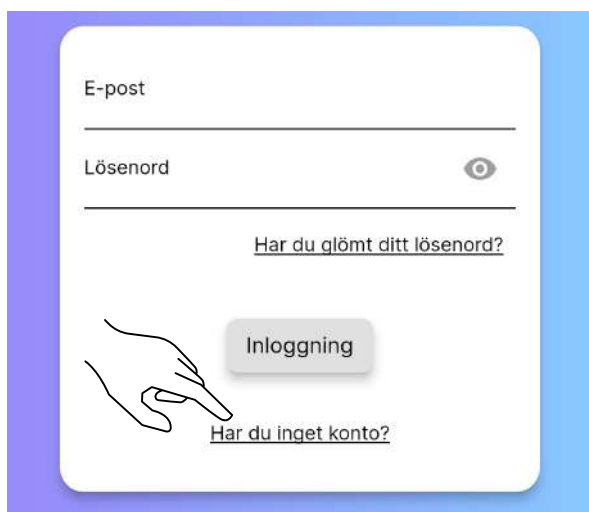 E-post
Lösenord
Har du glömt ditt lösenord?
Inloggning
Har du inget konto?